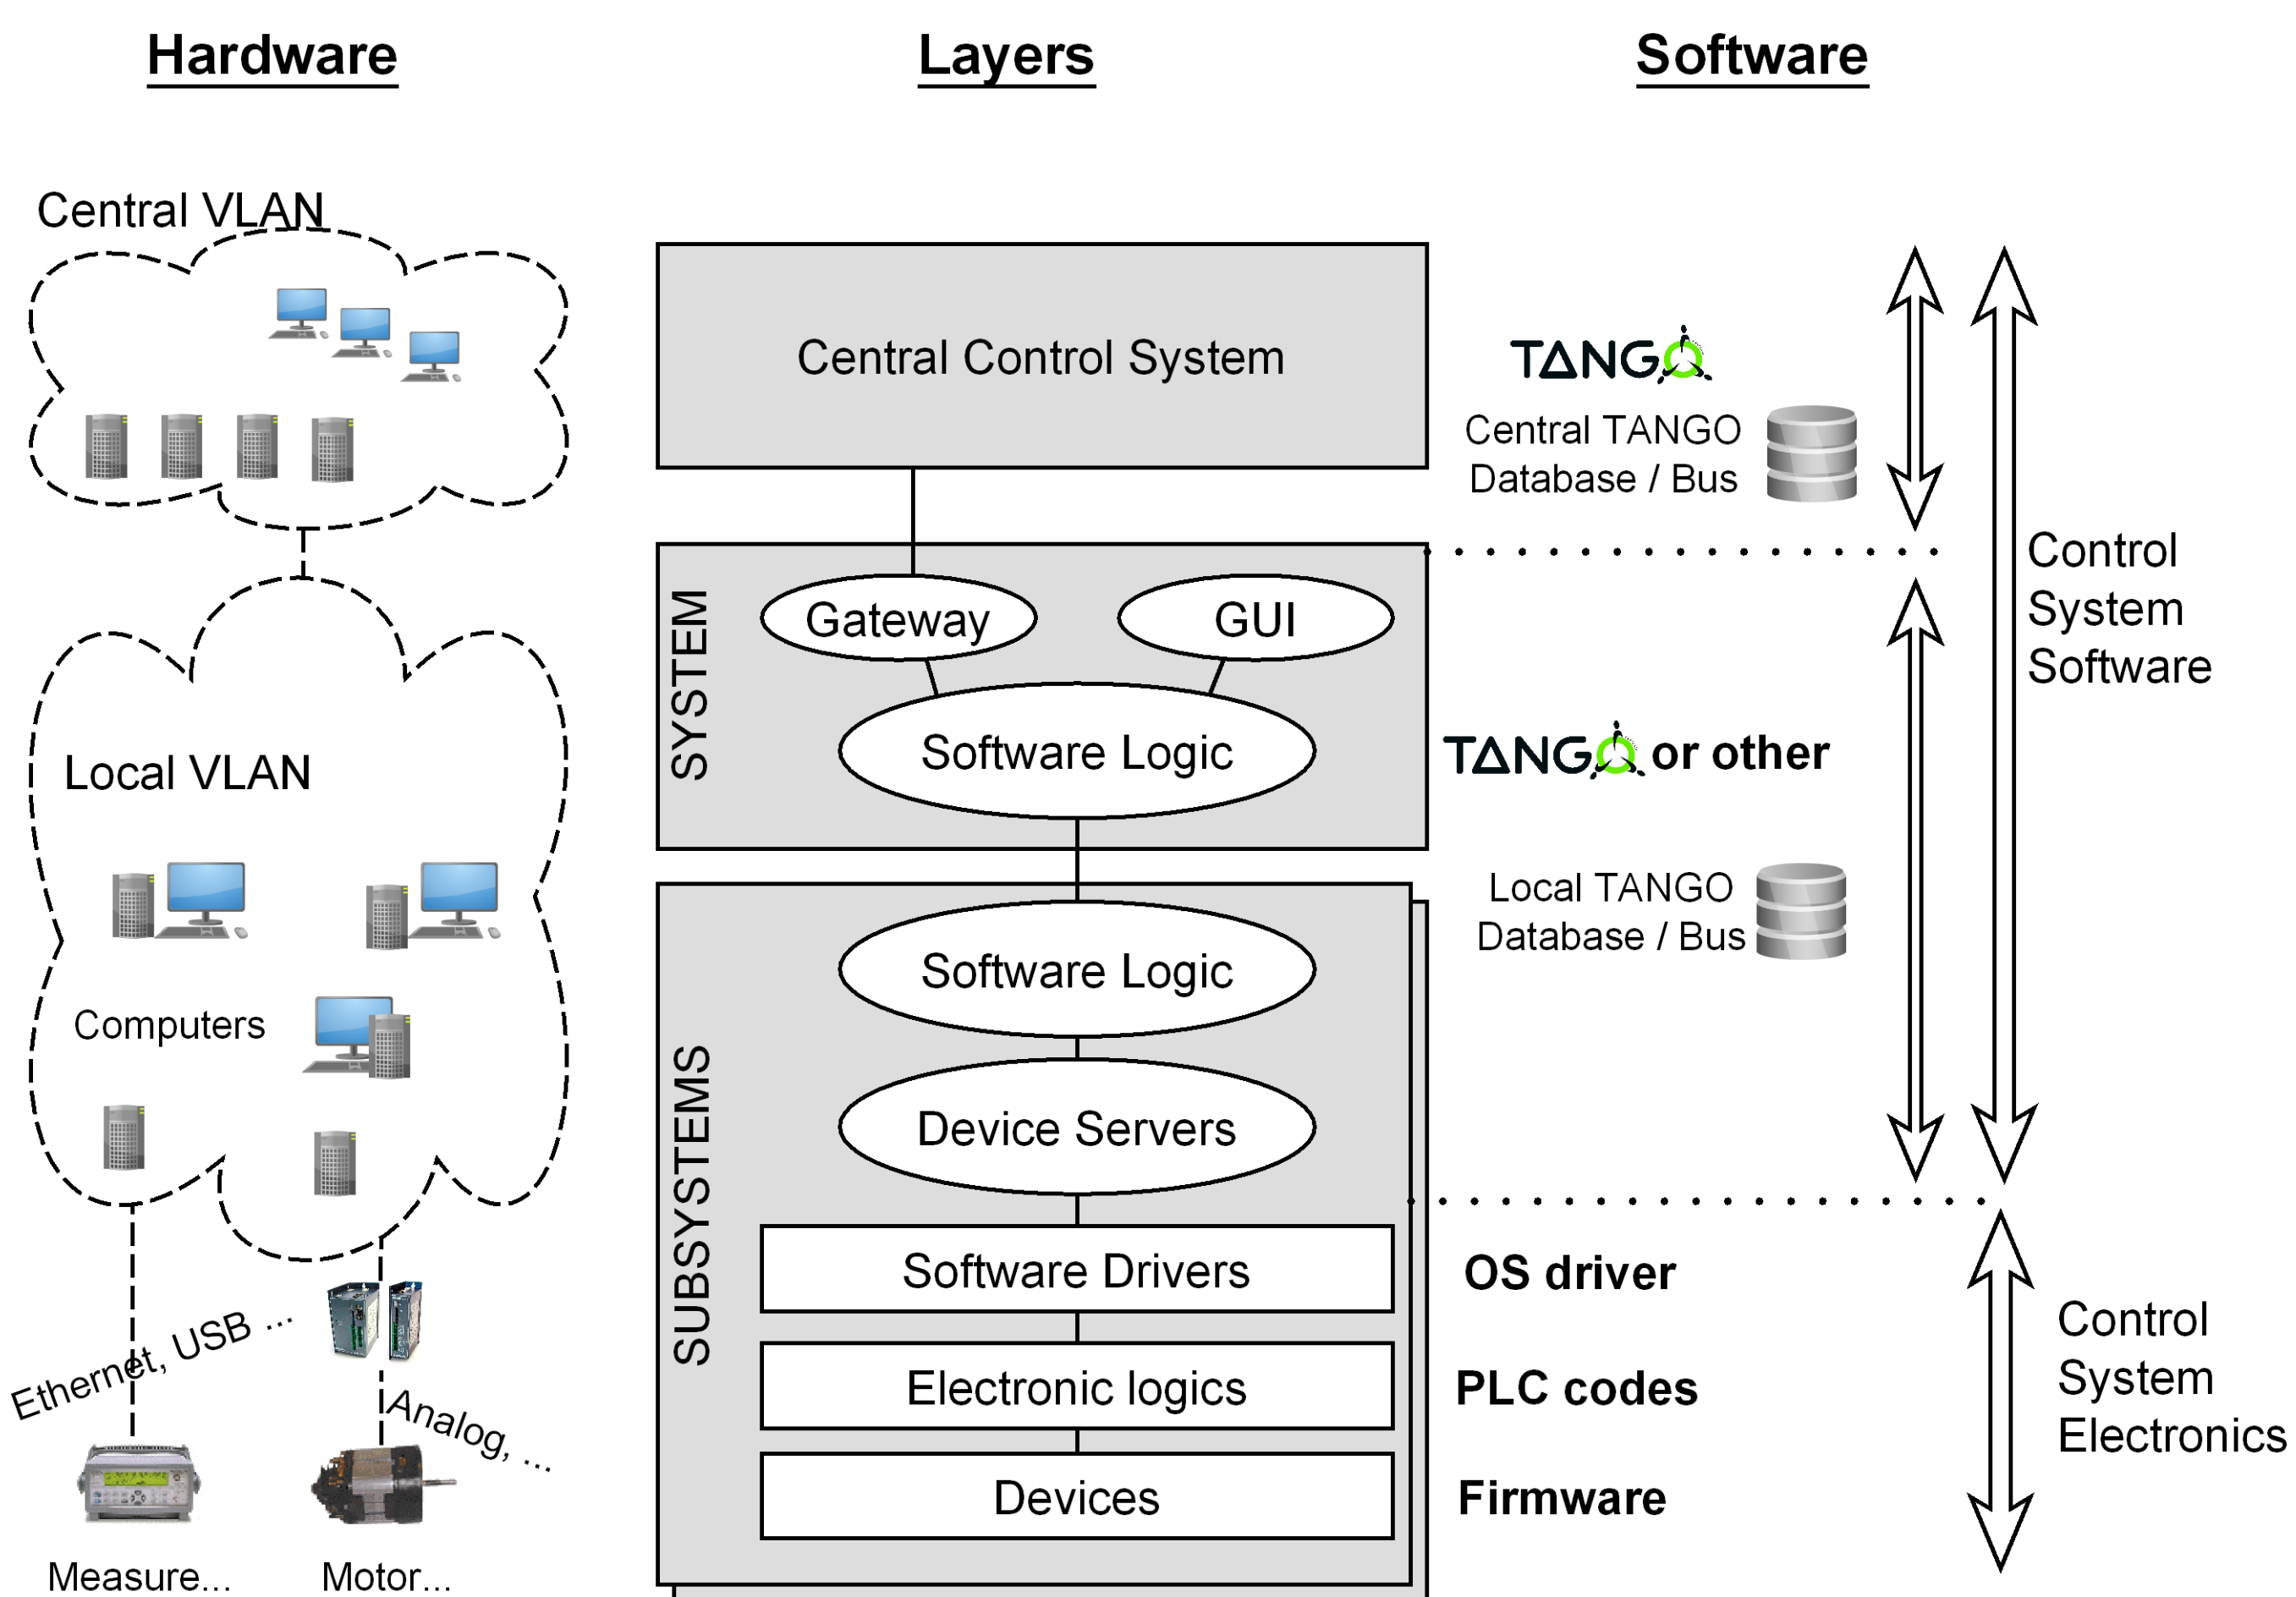 Hardware
Layers
Software
Central VLAN
Central Control System
TANGO
Central TANGO
Database / Bus
Control
System
Software
SYSTEM
Gateway
GUI
Software Logic
TANGO or other
Local VLAN
Computers
Local TANGO
Database / Bus
SUBSYSTEMS
Software Logic
Device Servers
Software Drivers
OS driver
Electronic logics
PLC codes
Devices
Firmware
Control
System
Electronics
Ethernet, USB ...
Analog, ...
Measure...
Motor...